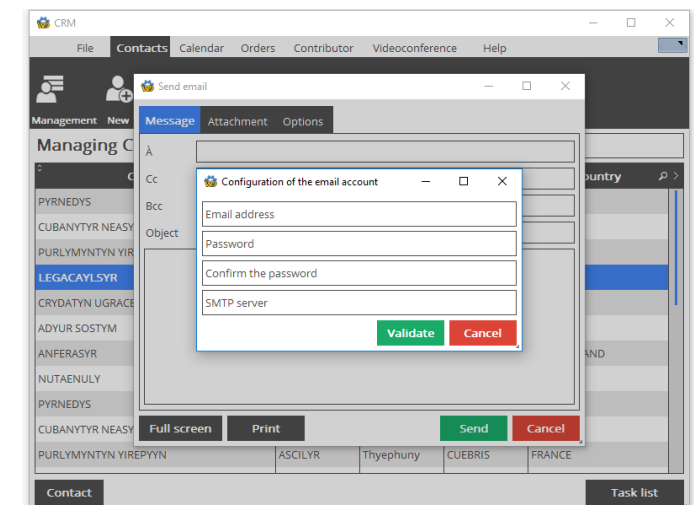 CRM
File Contacts Calendar Orders Contributor Videoconference Help
Send email
Management New
Message Attachment Options
Managing C
À
Cc
Configuration of the email account
ountry
Bcc
Email address
Object
Password
Confirm the password
SMTP server
Validate Cancel
PYRNEDYS
CUBANYTYR NEASY
PURLYMYNTYN YIR
LEGACAYLSYR
CRYDATYN UGRACE
ADYUR SOSTYM
ANFERASYR AND
NUTAENULY
PYRNEDYS
CUBANYTYR NEASY
Full screen Print Send Cancel
PURLYMYNTYN YIREPYYN ASCILYR Thyephuny CUEBRIS FRANCE
Contact Task list